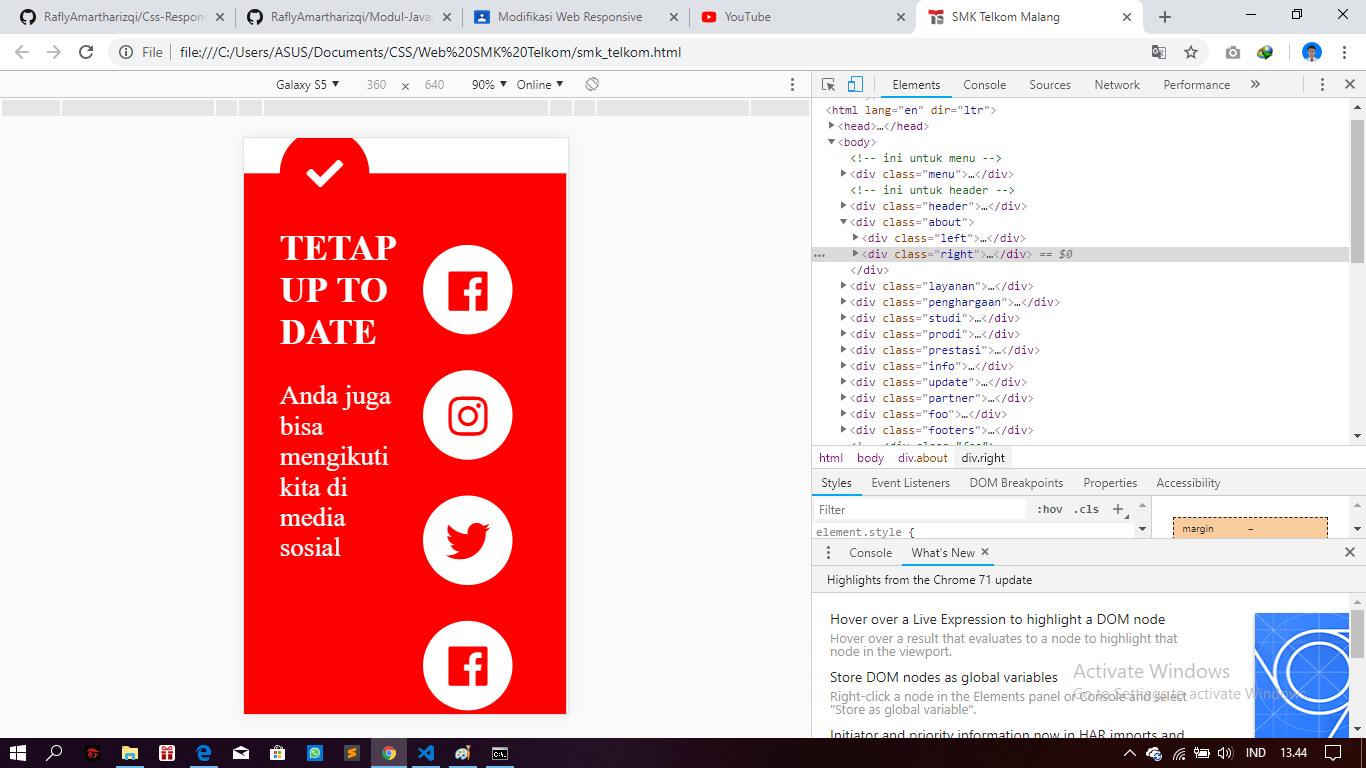 RaflyAmartharizqi/Css-Respons
RaflyAmartharizqi/Modul-Javas
Modifikasi Web Responsive
YouTube
SMK Telkom Malang
File
file:///C:/Users/ASUS/Documents/CSS/Web%20SMK%20Telkom/smk_telkom.html
Galaxy S5 ▼ 360 × 640 90% ▼ Online ▼
Elements Console Sources Network Performance »
<html lang="en" dir="ltr">
<head>…</head>
<body>
<!-- ini untuk menu -->
<div class="menu">…</div>
<!-- ini untuk header -->
<div class="header">…</div>
<div class="about">
<div class="left">…</div>
<div class="right">…</div> == $0
</div>
<div class="layanan">…</div>
<div class="penghargaan">…</div>
<div class="studi">…</div>
<div class="prodi">…</div>
<div class="prestasi">…</div>
<div class="info">…</div>
<div class="update">…</div>
<div class="partner">…</div>
<div class="foo">…</div>
<div class="footers">…</div>
<!-- <div class="foo">
html body div.about div.right
Styles Event Listeners DOM Breakpoints Properties Accessibility
Filter :hov .cls +
element.style {
margin –
Console What's New ×
Highlights from the Chrome 71 update
Hover over a Live Expression to highlight a DOM node
Hover over a result that evaluates to a node to highlight that
node in the viewport.
Store DOM nodes as global variables
Right-click a node in the Elements panel or Console and select
"Store as global variable".
Initiator and priority information now in HAR imports and
Activate Windows
Go to Settings to activate Windows.
TETAP
UP TO
DATE
Anda juga
bisa
mengikuti
kita di
media
sosial
IND 13.44